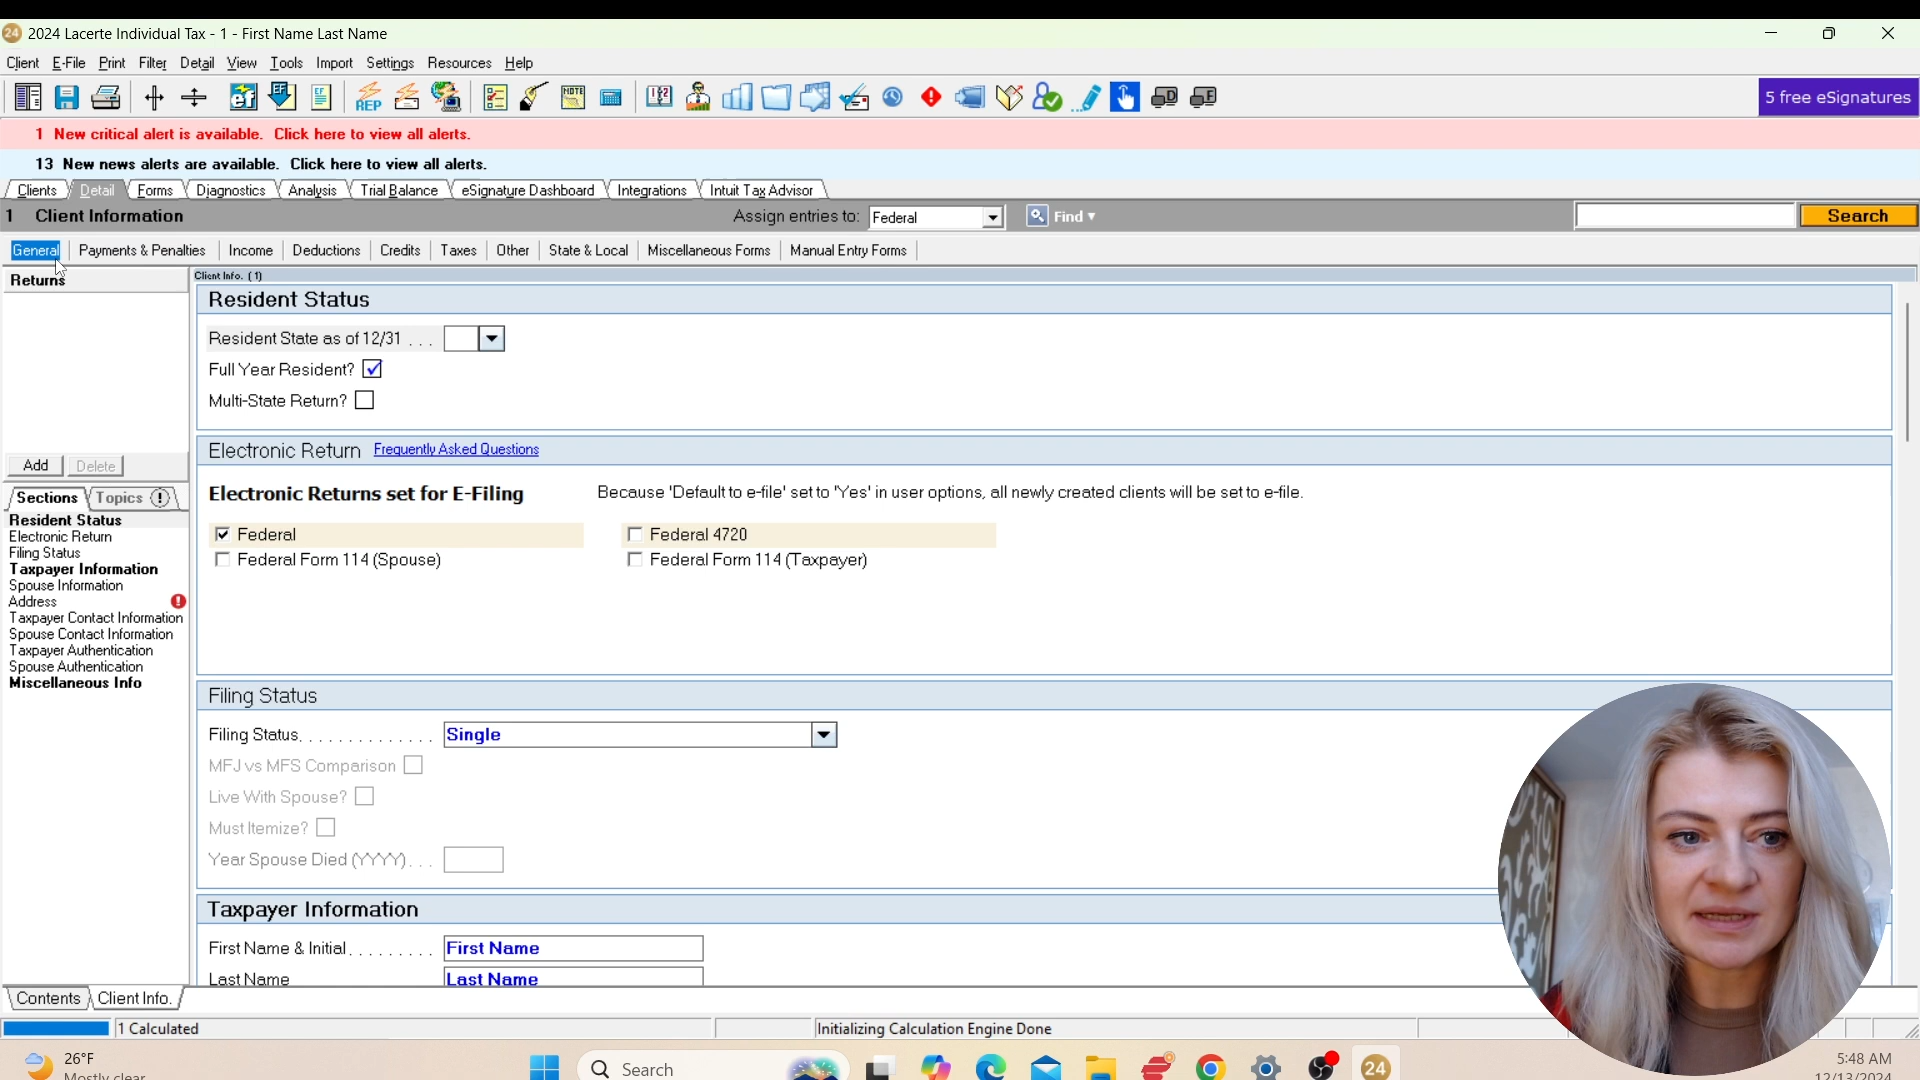 24 2024 Lacerte Individual Tax - 1 - First Name Last Name
Client E-File Print Filter Detail View Tools Import Settings Resources Help
5 free eSignatures
1 New critical alert is available. Click here to view all alerts.
13 New news alerts are available. Click here to view all alerts.
Clients Detail Forms Diagnostics Analysis Trial Balance eSignature Dashboard Integrations Intuit Tax Advisor
1 Client Information Assign entries to: Federal Find Search
General Payments & Penalties Income Deductions Credits Taxes Other State & Local Miscellaneous Forms Manual Entry Forms
Returns
Add Delete
Sections Topics
Resident Status
Electronic Return
Filing Status
Taxpayer Information
Spouse Information
Address
Taxpayer Contact Information
Spouse Contact Information
Taxpayer Authentication
Spouse Authentication
Miscellaneous Info
Client Info. (1)
Resident Status
Resident State as of 12/31 . . .
Full Year Resident?
Multi-State Return?
Electronic Return Frequently Asked Questions
Electronic Returns set for E-Filing Because 'Default to e-file' set to 'Yes' in user options, all newly created clients will be set to e-file.
Federal Federal 4720
Federal Form 114 (Spouse) Federal Form 114 (Taxpayer)
Filing Status
Filing Status. . . . . . . . . . . . . . Single
MFJ vs MFS Comparison
Live With Spouse?
Must Itemize?
Year Spouse Died (YYYY). . .
Taxpayer Information
First Name & Initial. . . . . . . . . First Name
Last Name Last Name
Contents Client Info.
1 Calculated Initializing Calculation Engine Done
26°F
Mostly clear
Search
24
5:48 AM
12/13/2024